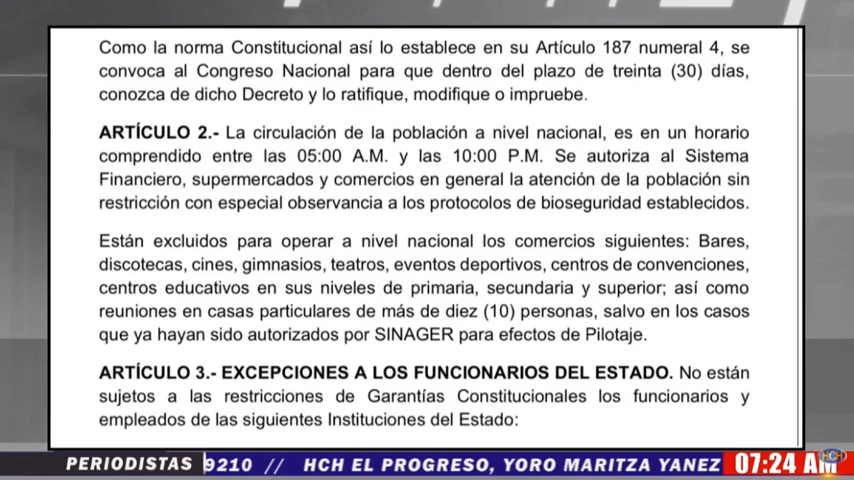 Como la norma Constitucional así lo establece en su Artículo 187 numeral 4, se
convoca al Congreso Nacional para que dentro del plazo de treinta (30) días,
conozca de dicho Decreto y lo ratifique, modifique o impruebe.
ARTÍCULO 2.- La circulación de la población a nivel nacional, es en un horario
comprendido entre las 05:00 A.M. y las 10:00 P.M. Se autoriza al Sistema
Financiero, supermercados y comercios en general la atención de la población sin
restricción con especial observancia a los protocolos de bioseguridad establecidos.
Están excluidos para operar a nivel nacional los comercios siguientes: Bares,
discotecas, cines, gimnasios, teatros, eventos deportivos, centros de convenciones,
centros educativos en sus niveles de primaria, secundaria y superior; así como
reuniones en casas particulares de más de diez (10) personas, salvo en los casos
que ya hayan sido autorizados por SINAGER para efectos de Pilotaje.
ARTÍCULO 3.- EXCEPCIONES A LOS FUNCIONARIOS DEL ESTADO. No están
sujetos a las restricciones de Garantías Constitucionales los funcionarios y
empleados de las siguientes Instituciones del Estado:
PERIODISTAS 9210 // HCH EL PROGRESO, YORO MARITZA YANEZ 07:24 AM HCH